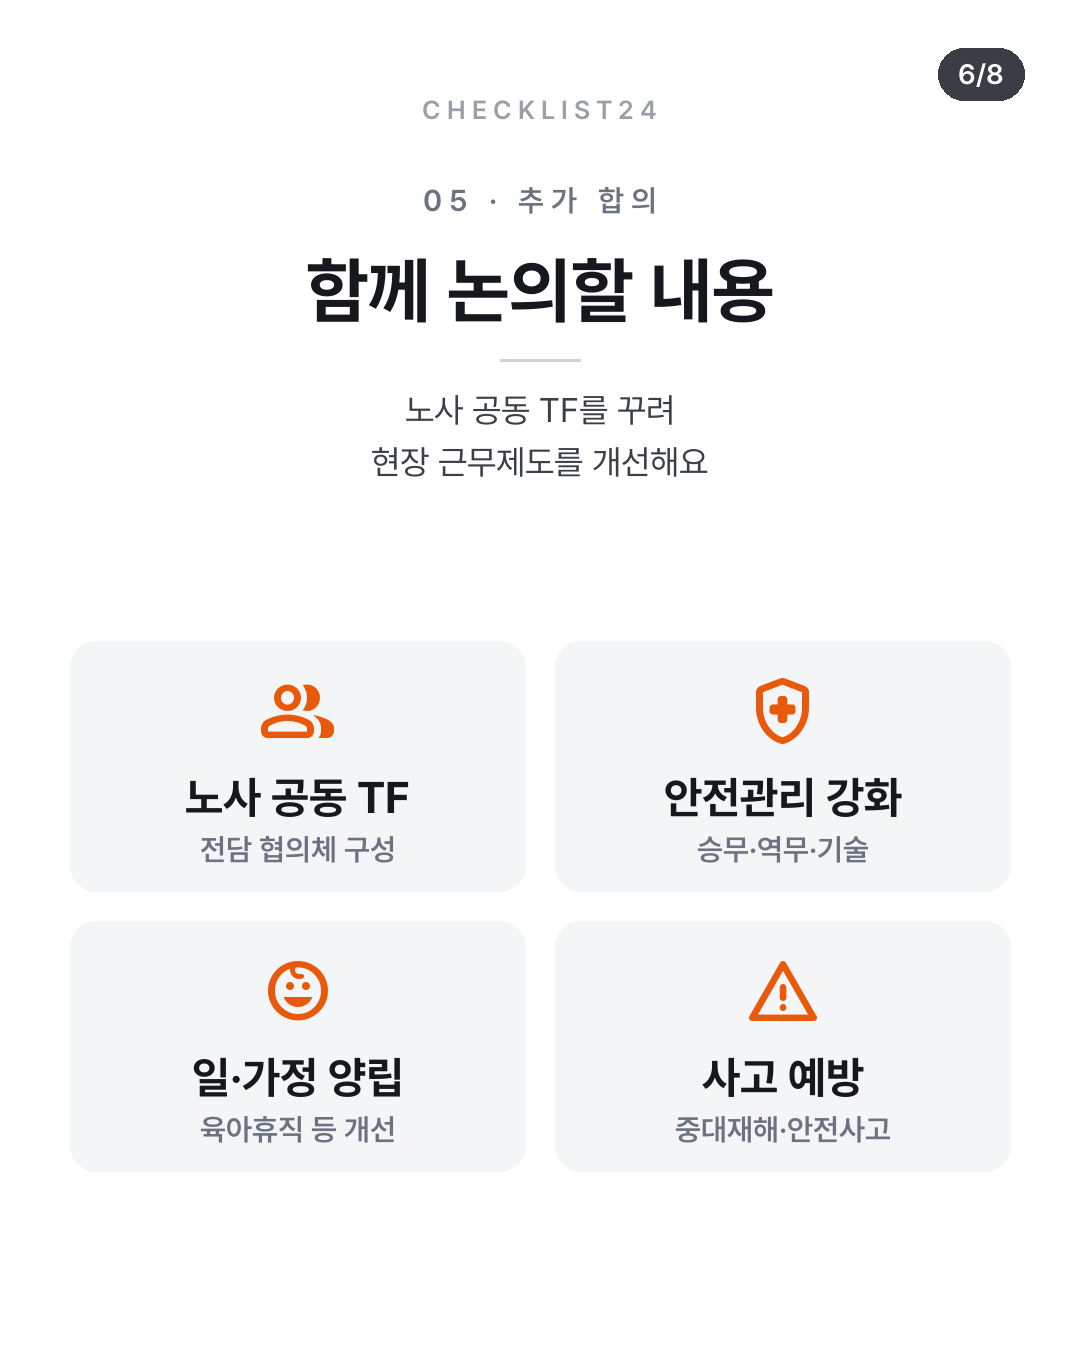 6/8
CHECKLIST24
05 · 추가 합의
함께 논의할 내용
노사 공동 TF를 꾸려
현장 근무제도를 개선해요
노사 공동 TF
전담 협의체 구성
안전관리 강화
승무·역무·기술
일·가정 양립
육아휴직 등 개선
사고 예방
중대재해·안전사고